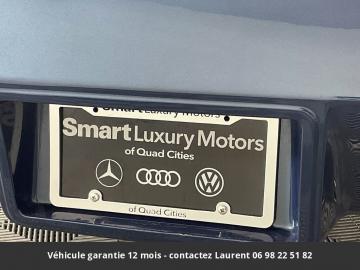 Smart Luxury Motors
Smart Luxury Motors
of Quad Cities
of Quad Cities
Véhicule garantie 12 mois - contactez Laurent 06 98 22 51 82